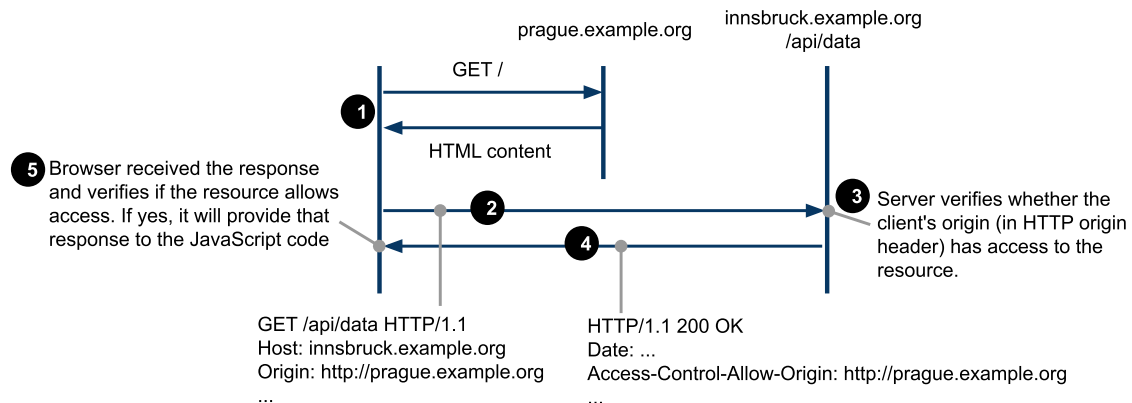 prague.example.org
innsbruck.example.org
/api/data
GET /
1
HTML content
5 Browser received the response
and verifies if the resource allows
access. If yes, it will provide that
response to the JavaScript code
2
3 Server verifies whether the
client's origin (in HTTP origin
header) has access to the
resource.
4
GET /api/data HTTP/1.1
Host: innsbruck.example.org
Origin: http://prague.example.org
...
HTTP/1.1 200 OK
Date: ...
Access-Control-Allow-Origin: http://prague.example.org
...